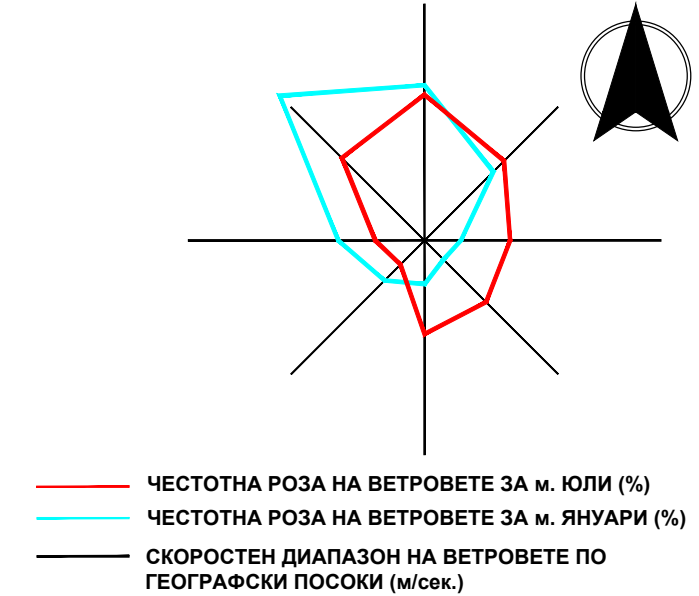 ЧЕСТОТНА РОЗА НА ВЕТРОВЕТЕ ЗА м. ЮЛИ (%)
ЧЕСТОТНА РОЗА НА ВЕТРОВЕТЕ ЗА м. ЯНУАРИ (%)
СКОРОСТЕН ДИАПАЗОН НА ВЕТРОВЕТЕ ПО
ГЕОГРАФСКИ ПОСОКИ (м/сек.)